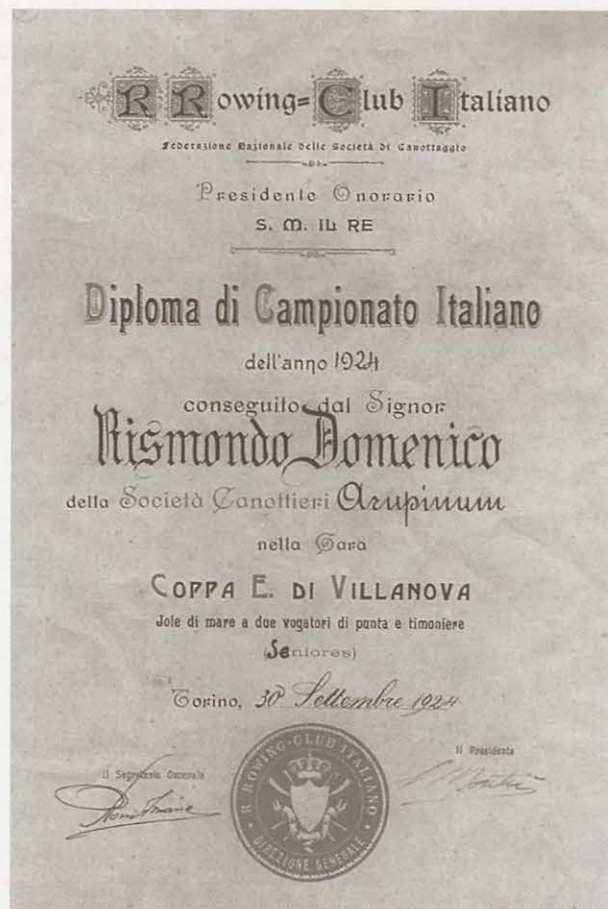 R Rowing=Club Italiano
Federazione Nazionale delle Società di Canottaggio
Presidente Onorario
S. M. IL RE
Diploma di Campionato Italiano
dell'anno 1924
conseguito dal Signor
Rismondo Domenico
della Società Canottieri Arupinum
nella Gara
COPPA E. DI VILLANOVA
Jole di mare a due vogatori di punta e timoniere
(Seniores)
Torino, 30 Settembre 1924
Il Segretario Generale
Il Presidente
R ROWING-CLUB ITALIANO
DIREZIONE GENERALE